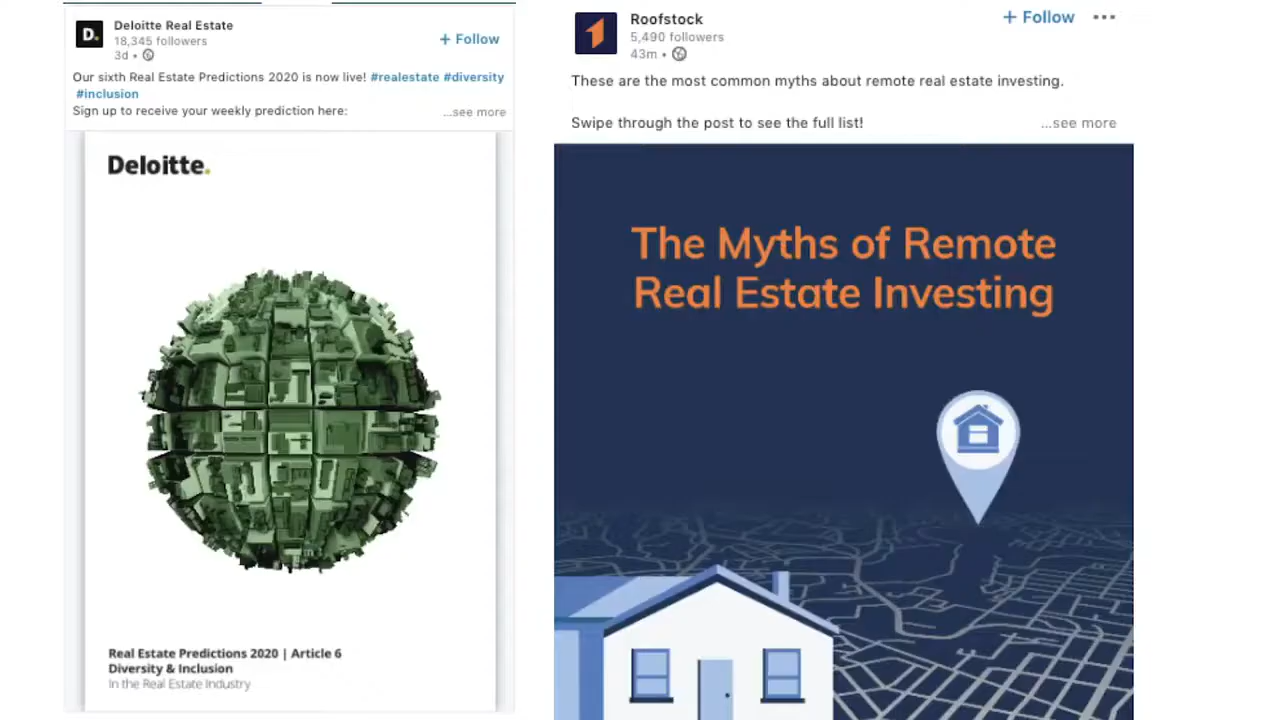 Deloitte Real Estate
18,345 followers
3d •
+ Follow
Our sixth Real Estate Predictions 2020 is now live! #realestate #diversity
#inclusion
Sign up to receive your weekly prediction here:
...see more
Deloitte.
Real Estate Predictions 2020 | Article 6
Diversity & Inclusion
In the Real Estate Industry
Roofstock
5,490 followers
43m •
+ Follow
These are the most common myths about remote real estate investing.
Swipe through the post to see the full list!
...see more
The Myths of Remote
Real Estate Investing